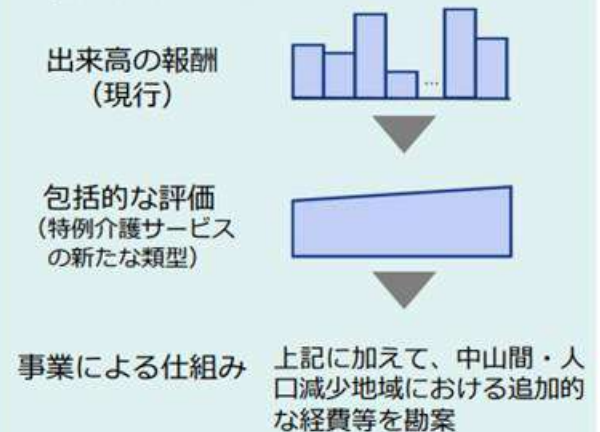 出来高の報酬
（現行）
…
包括的な評価
（特例介護サービス
の新たな類型）
事業による仕組み
上記に加えて、中山間・人
口減少地域における追加的
な経費等を勘案